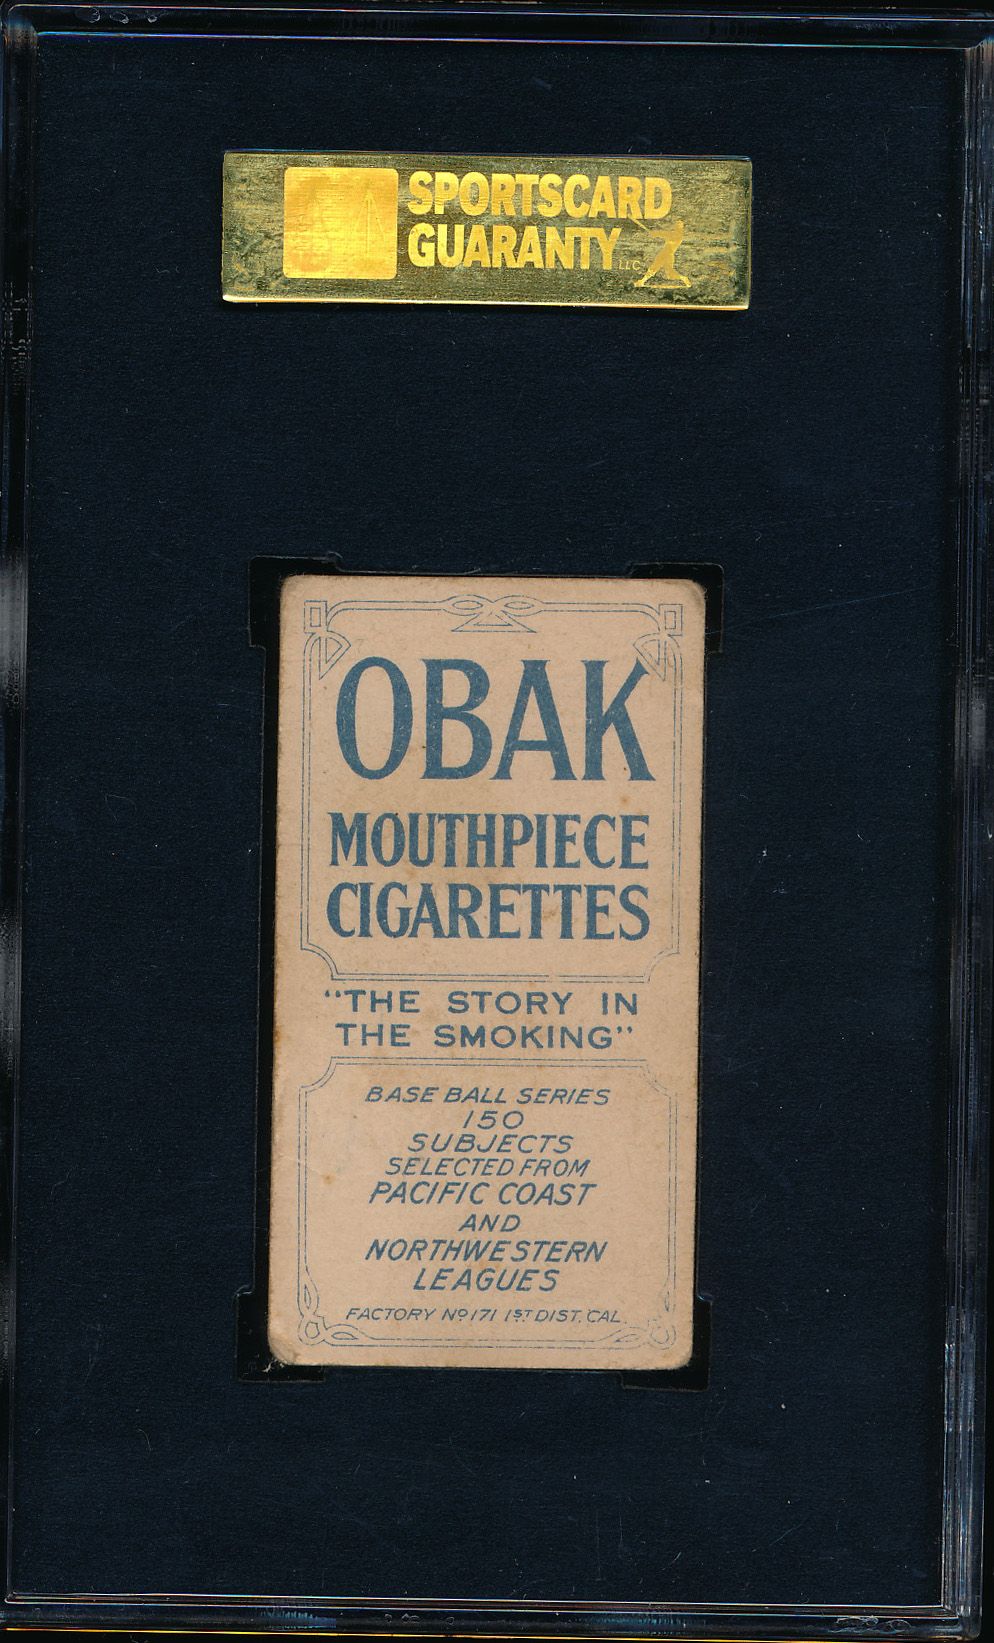 SPORTSCARD
GUARANTY LLC
OBAK
MOUTHPIECE
CIGARETTES
"THE STORY IN
THE SMOKING"
BASE BALL SERIES
150
SUBJECTS
SELECTED FROM
PACIFIC COAST
AND
NORTHWESTERN
LEAGUES
FACTORY No 171 1ST DIST. CAL.